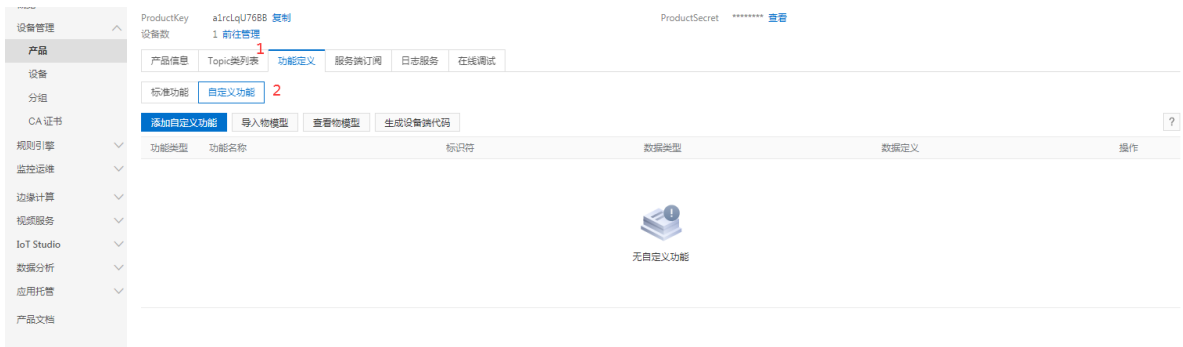 设备管理
产品
设备
分组
CA 证书
规则引擎
监控运维
边缘计算
视频服务
IoT Studio
数据分析
应用托管
产品文档
ProductKey a1rcLqU76BB 复制 ProductSecret ******** 查看
设备数 1 前往管理
1
产品信息 Topic类列表 功能定义 服务端订阅 日志服务 在线调试
标准功能 自定义功能 2
添加自定义功能 导入物模型 查看物模型 生成设备端代码 ?
功能类型 功能名称 标识符 数据类型 数据定义 操作
无自定义功能